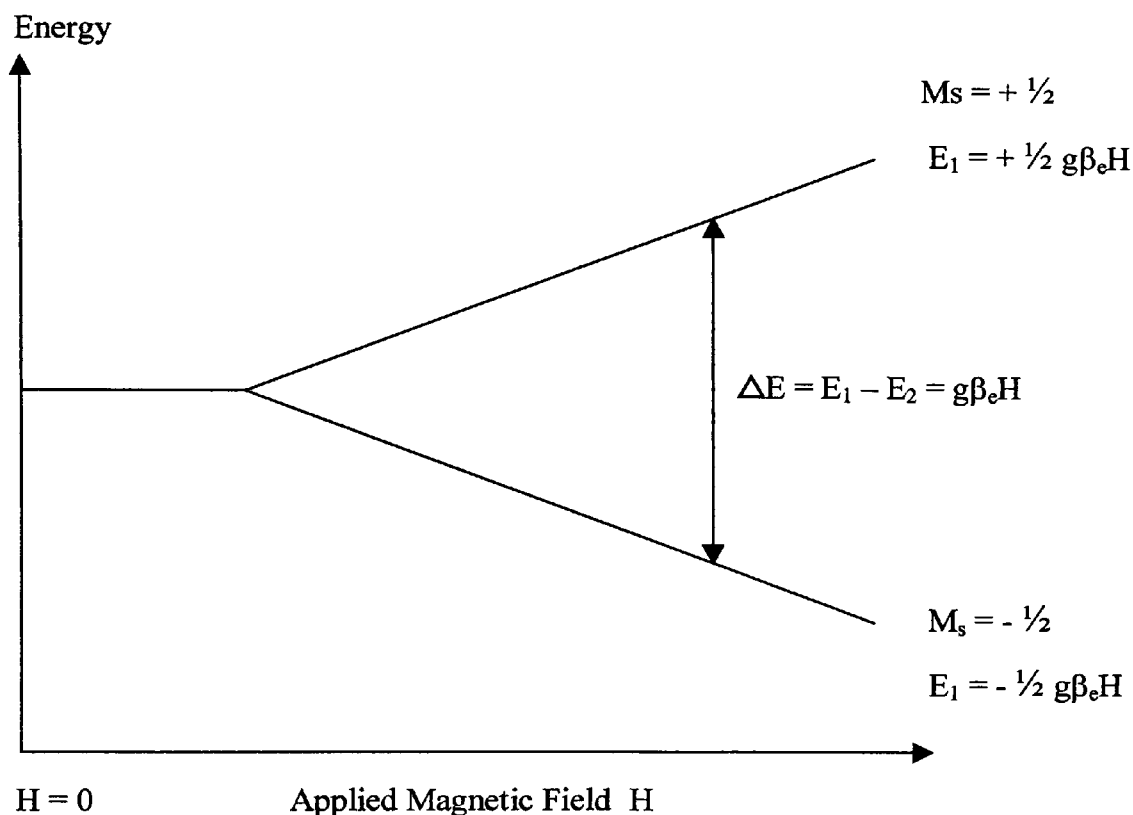 Energy
Ms = + ½
E₁ = + ½ gβₑH
△E = E₁ – E₂ = gβₑH
Mₛ = - ½
E₁ = - ½ gβₑH
H = 0 Applied Magnetic Field H